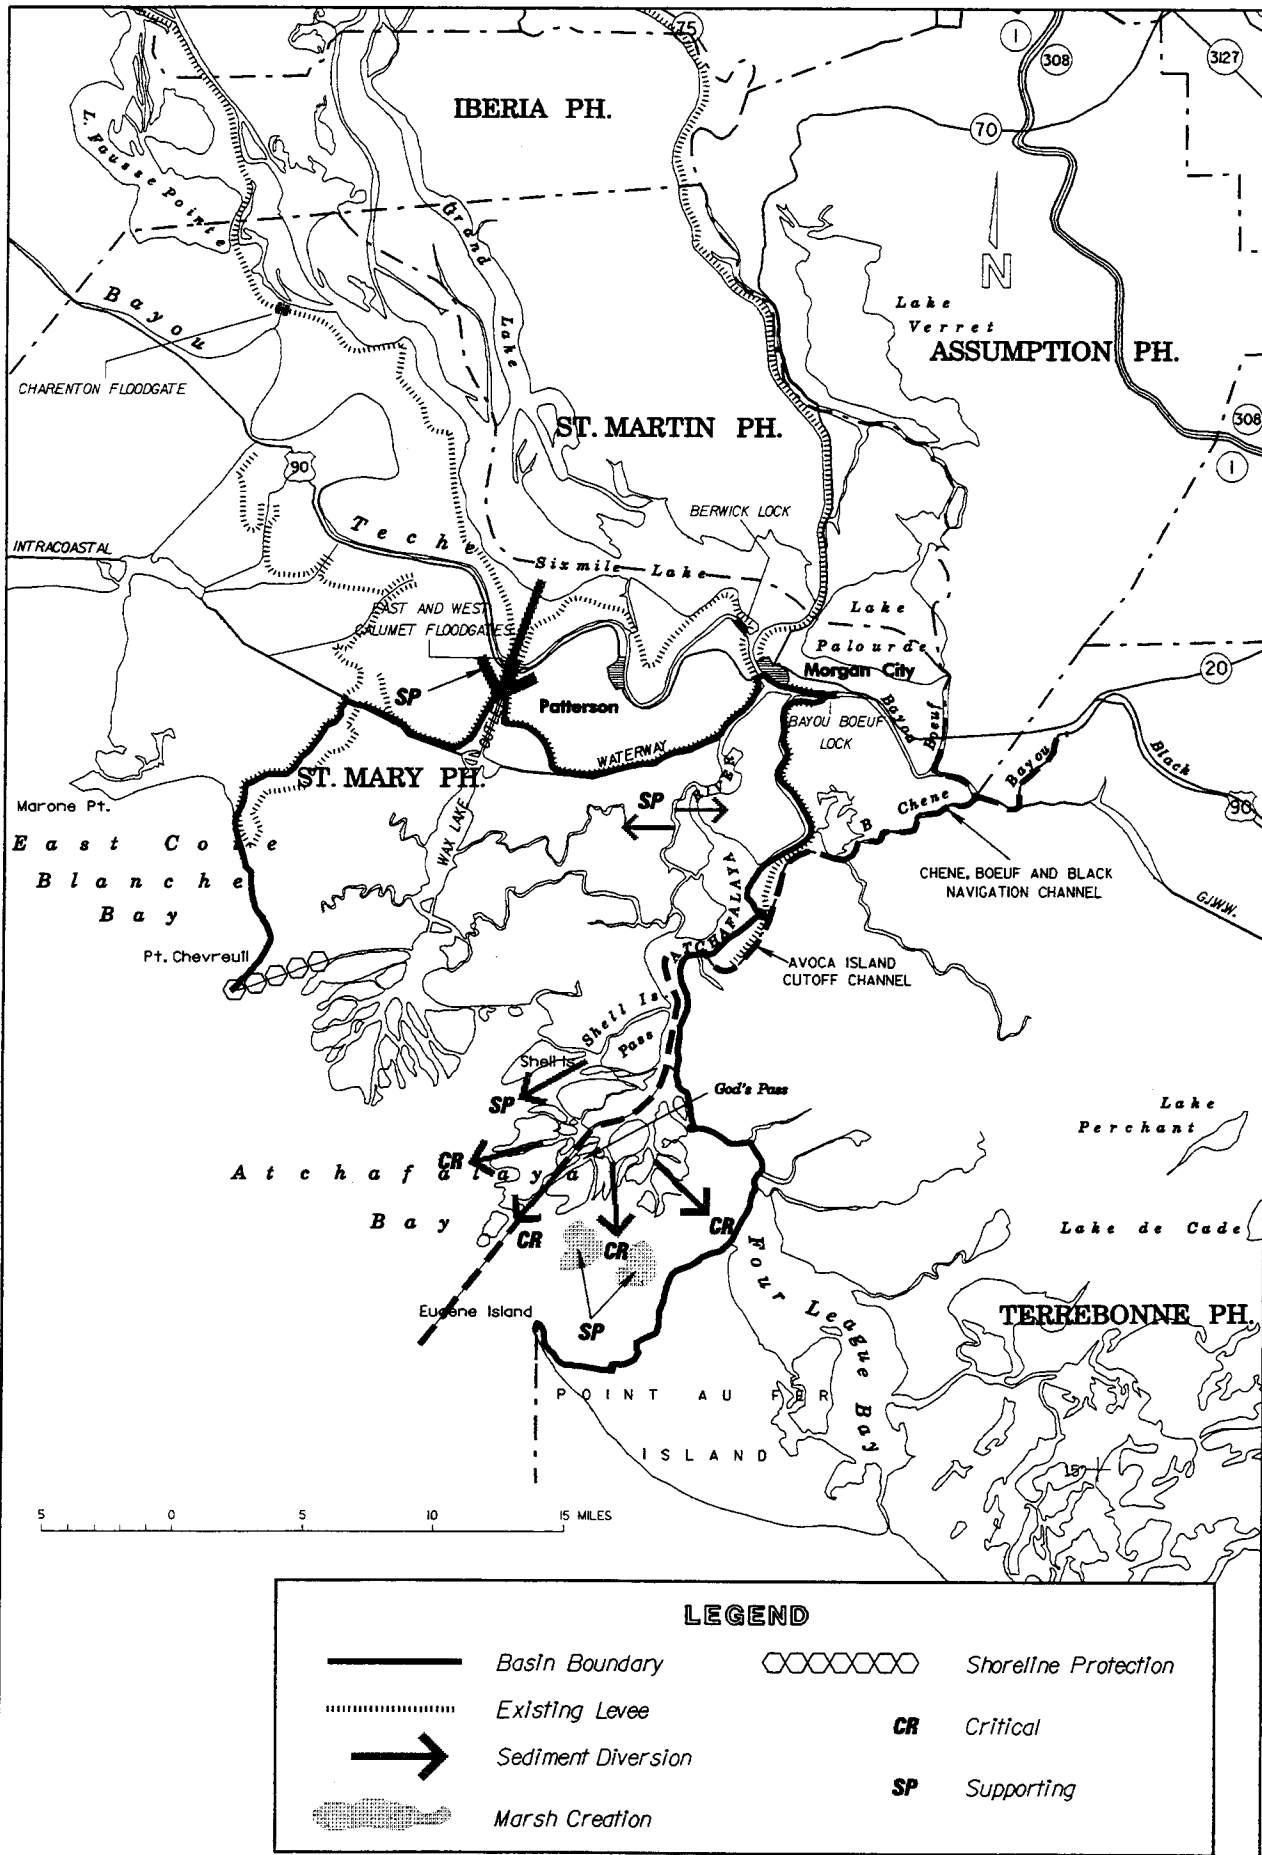 75
1
308
3127
IBERIA PH.
70
L. Fausse Pointe
Grand Lake
N
Bayou
Lake
Verret
ASSUMPTION PH.
CHARENTON FLOODGATE
ST. MARTIN PH.
308
1
90
BERWICK LOCK
Teche
INTRACOASTAL
Sixmile Lake
EAST AND WEST
CALUMET FLOODGATES
Lake
Palourde
Morgan City
20
SP
Patterson
Bayou Boeuf
BAYOU BOEUF
LOCK
OUTLET
WATERWAY
Bayou Black
ST. MARY PH.
RIVER
SP
Marone Pt.
B Chene
90
East Cote
Blanche
Bay
WAX LAKE
CHENE, BOEUF AND BLACK
NAVIGATION CHANNEL
G.I.W.W.
ATCHAFALAYA
Pt. Chevreuil
AVOCA ISLAND
CUTOFF CHANNEL
Shell Is.
Pass
Shell Is
God's Pass
SP
Lake
Perchant
CR
Atchafalaya
Bay
CR
CR
CR
Lake de Cade
Four League Bay
Eugene Island
SP
TERREBONNE PH.
POINT AU FER
ISLAND
15'
5 0 5 10 15 MILES
LEGEND
Basin Boundary
Shoreline Protection
Existing Levee
CR Critical
Sediment Diversion
SP Supporting
Marsh Creation